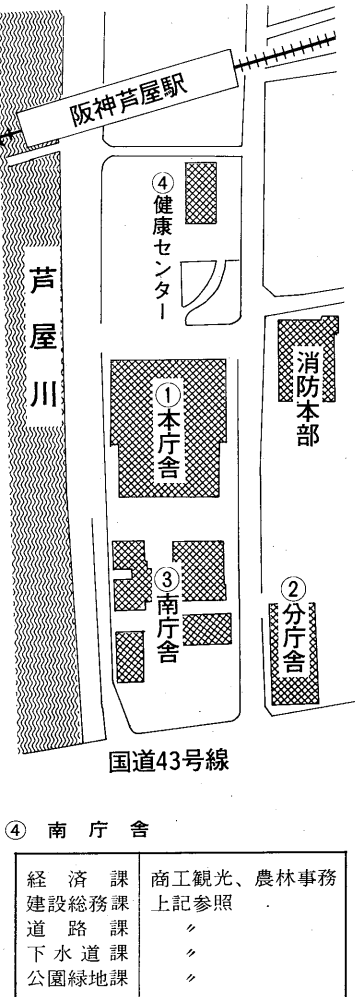 阪神芦屋駅
④健康センター
芦屋川
消防本部
①本庁舎
③南庁舎
②分庁舎
国道43号線
④ 南庁舎
経済課 商工観光、農林事務
建設総務課 上記参照
道路課 〃
下水道課 〃
公園緑地課 〃